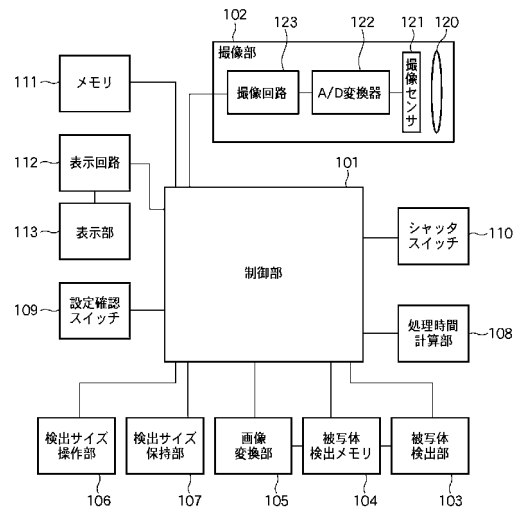 102
撮像部
123
122
121
120
撮像回路
A/D変換器
撮像センサ
111
メモリ
112
表示回路
113
表示部
101
制御部
シャッタ
スイッチ
110
109
設定確認
スイッチ
処理時間
計算部
108
検出サイズ
操作部
106
検出サイズ
保持部
107
画像
変換部
105
被写体
検出メモリ
104
被写体
検出部
103